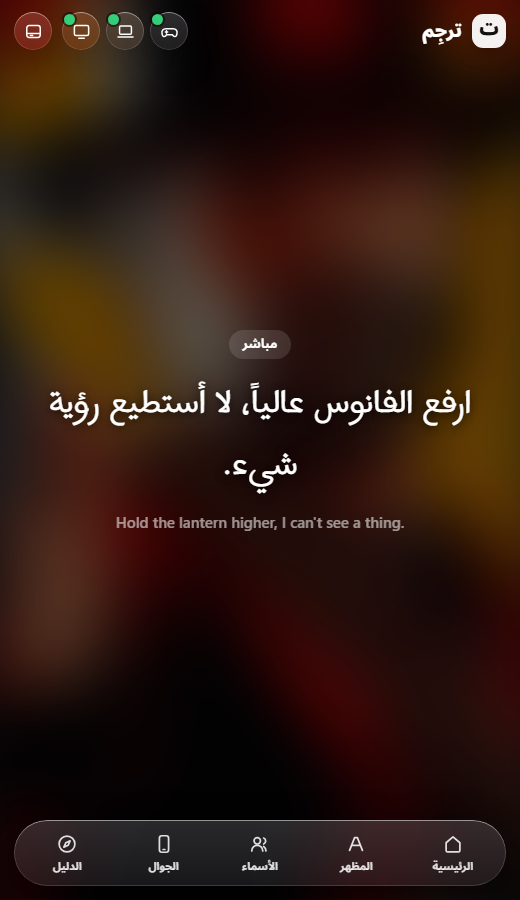 ت ترجِم
مباشر
ارفع الفانوس عالياً، لا أستطيع رؤية
شيء.
Hold the lantern higher, I can't see a thing.
الرئيسية المظهر الأسماء الجوال الدليل